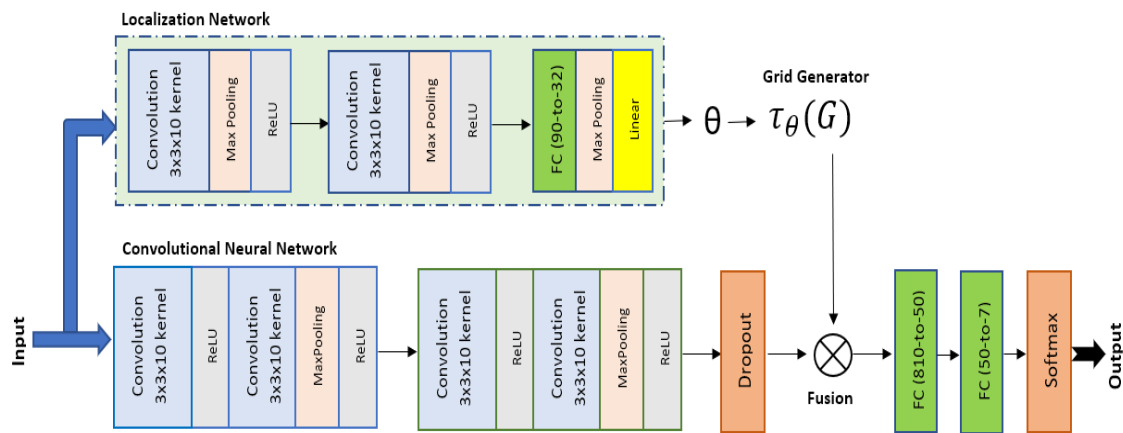 Localization Network
Convolution
3x3x10 kernel
Max Pooling
ReLU
Convolution
3x3x10 kernel
Max Pooling
ReLU
FC (90-to-32)
Max Pooling
Linear
θ
Grid Generator
τθ(G)
Input
Convolutional Neural Network
Convolution
3x3x10 kernel
ReLU
Convolution
3x3x10 kernel
MaxPooling
ReLU
Convolution
3x3x10 kernel
ReLU
Convolution
3x3x10 kernel
MaxPooling
ReLU
Dropout
Fusion
FC (810-to-50)
FC (50-to-7)
Softmax
Output